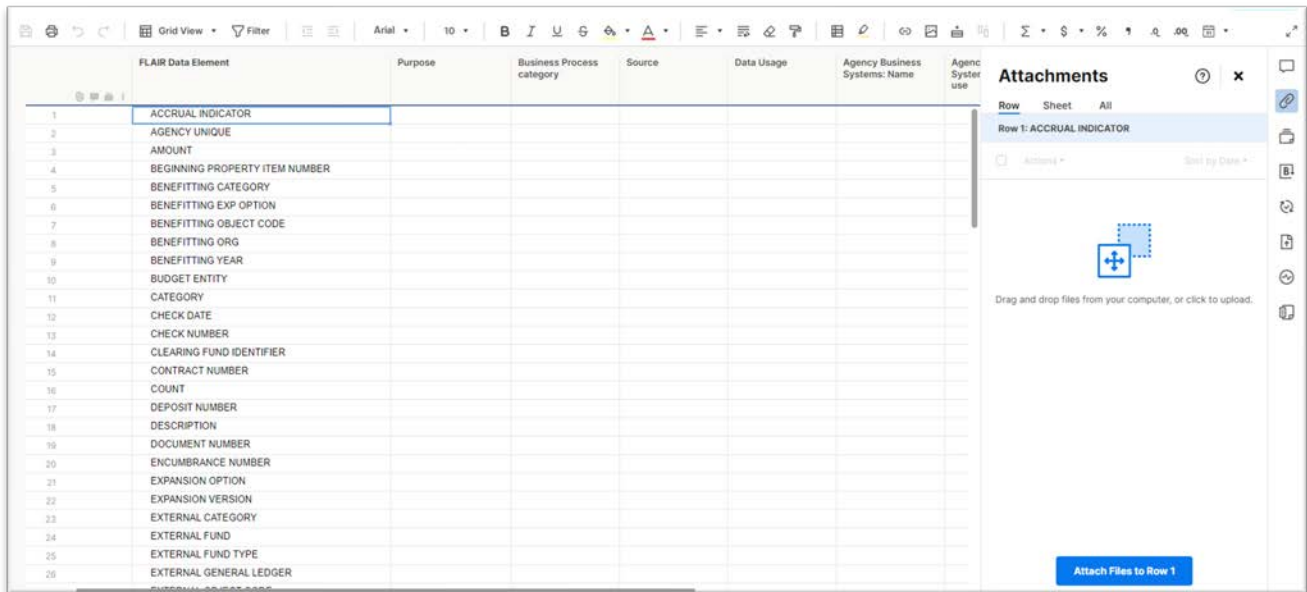 Grid View Filter Arial 10 B I U S A Σ $ % .0 .00
FLAIR Data Element Purpose Business Process Source Data Usage Agency Business Agenc
category Systems: Name System
use
Attachments
Row Sheet All
Row 1: ACCRUAL INDICATOR
Actions Sort by Date
1 ACCRUAL INDICATOR
2 AGENCY UNIQUE
3 AMOUNT
4 BEGINNING PROPERTY ITEM NUMBER
5 BENEFITTING CATEGORY
6 BENEFITTING EXP OPTION
7 BENEFITTING OBJECT CODE
8 BENEFITTING ORG
9 BENEFITTING YEAR
10 BUDGET ENTITY
11 CATEGORY
12 CHECK DATE
13 CHECK NUMBER
14 CLEARING FUND IDENTIFIER
15 CONTRACT NUMBER
16 COUNT
17 DEPOSIT NUMBER
18 DESCRIPTION
19 DOCUMENT NUMBER
20 ENCUMBRANCE NUMBER
21 EXPANSION OPTION
22 EXPANSION VERSION
23 EXTERNAL CATEGORY
24 EXTERNAL FUND
25 EXTERNAL FUND TYPE
26 EXTERNAL GENERAL LEDGER
Drag and drop files from your computer, or click to upload.
Attach Files to Row 1